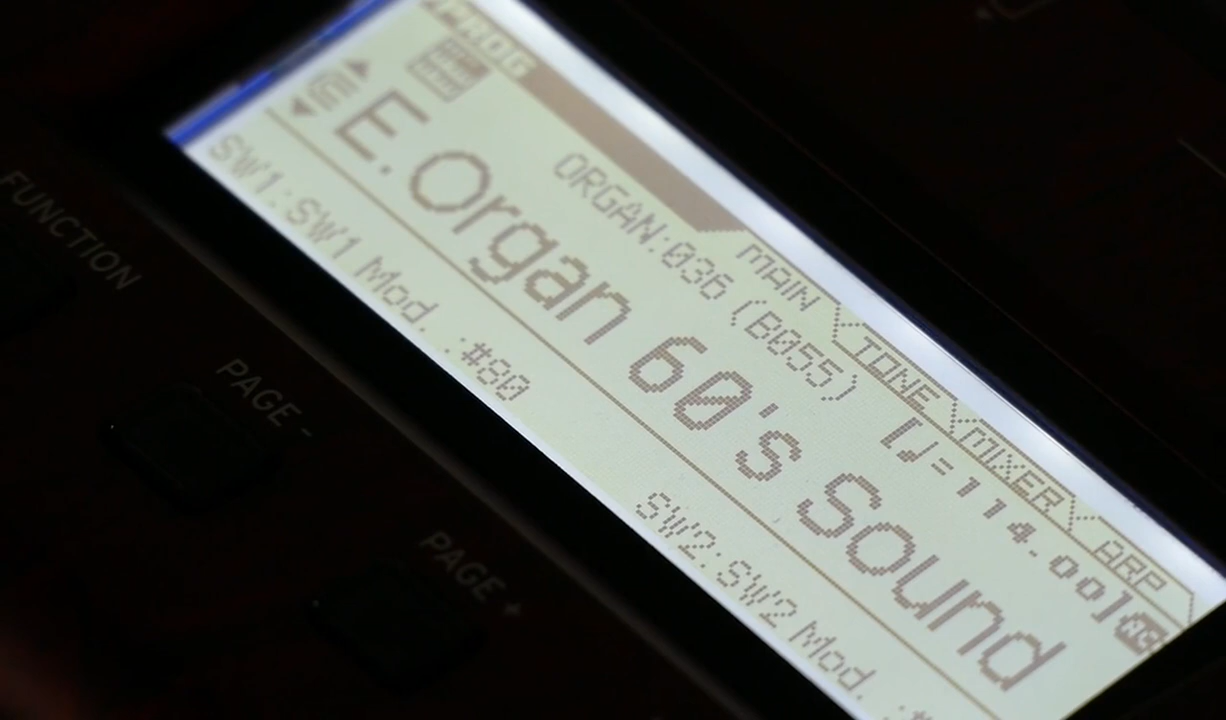 PROG MAIN TONE MIXER ARP
ORGAN:036 (B055) [♩=114.00]
E.Organ 60's Sound
SW1:SW1 Mod. :#80 SW2:SW2 Mod. :#
FUNCTION
PAGE -
PAGE +